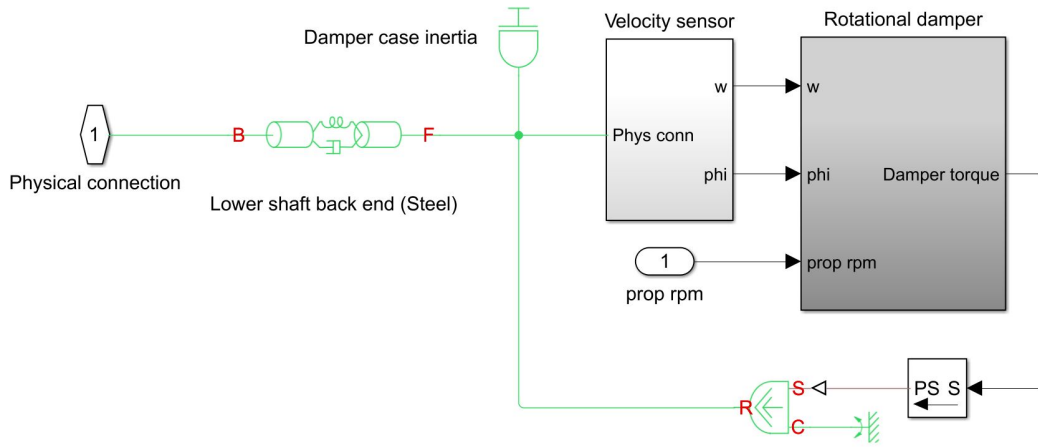 Damper case inertia
Velocity sensor
Rotational damper
w
w
1
B
F
Phys conn
Physical connection
phi
phi
Damper torque
Lower shaft back end (Steel)
1
prop rpm
prop rpm
S
PS S
R
C